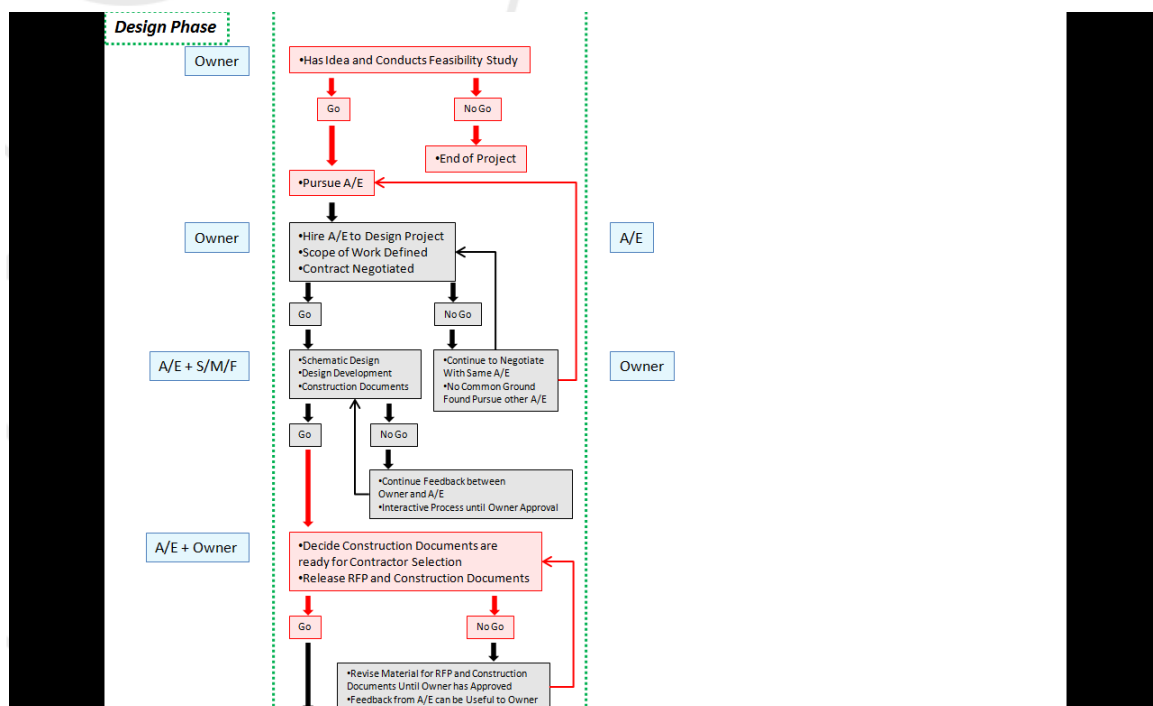 Design Phase
Owner
•Has Idea and Conducts Feasibility Study
Go
No Go
•End of Project
•Pursue A/E
Owner
•Hire A/E to Design Project
•Scope of Work Defined
•Contract Negotiated
A/E
Go
No Go
A/E + S/M/F
•Schematic Design
•Design Development
•Construction Documents
•Continue to Negotiate
With Same A/E
•No Common Ground
Found Pursue other A/E
Owner
Go
No Go
•Continue Feedback between
Owner and A/E
•Interactive Process until Owner Approval
A/E + Owner
•Decide Construction Documents are
ready for Contractor Selection
•Release RFP and Construction Documents
Go
No Go
•Revise Material for RFP and Construction
Documents Until Owner has Approved
•Feedback from A/E can be Useful to Owner